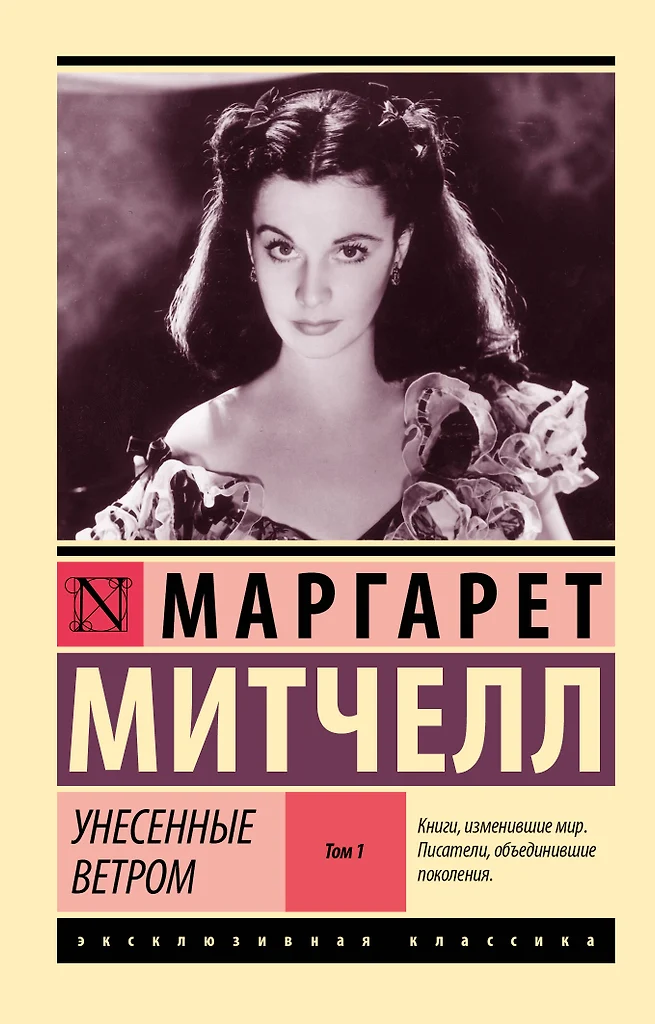 N
МАРГАРЕТ
МИТЧЕЛЛ
УНЕСЕННЫЕ
ВЕТРОМ
Том 1
Книги, изменившие мир.
Писатели, объединившие
поколения.
эксклюзивная классика